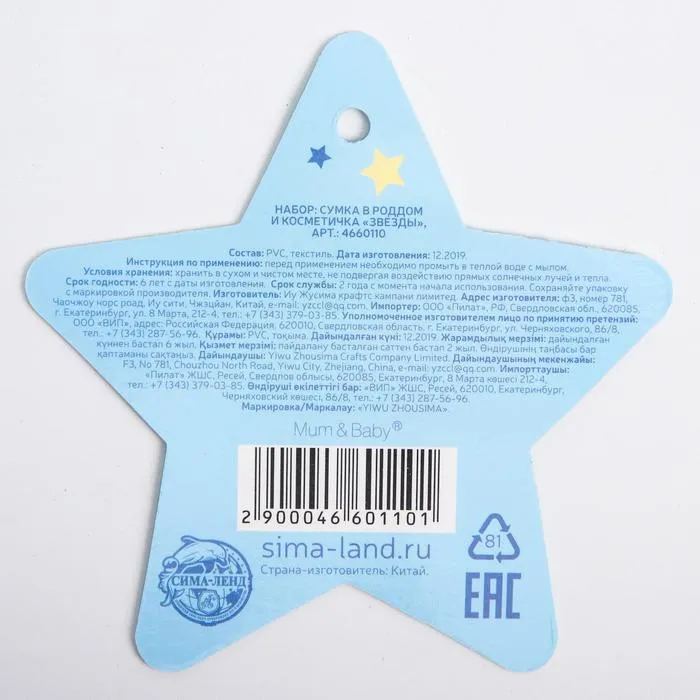 НАБОР: СУМКА В РОДДОМ
И КОСМЕТИЧКА «ЗВЁЗДЫ»,
АРТ.: 4660110
Состав: PVC, текстиль. Дата изготовления: 12.2019.
Инструкция по применению: перед применением необходимо промыть в теплой воде с мылом.
Условия хранения: хранить в сухом и чистом месте, не подвергая воздействию прямых солнечных лучей и тепла.
Срок годности: 6 лет с даты изготовления. Срок службы: 2 года с момента начала использования. Сохраняйте упаковку
с маркировкой производителя. Изготовитель: Иу Жусима крафтс кампани лимитед. Адрес изготовителя: ф3, номер 781,
Чаочжоу норс роад, Иу сити, Чжэцзян, Китай, e-mail: yzccl@qq.com. Импортер: ООО «Пилат», РФ, Свердловская обл., 620085,
г. Екатеринбург, ул. 8 Марта, 212-4, тел.: +7 (343) 379-03-85. Уполномоченное изготовителем лицо по принятию претензий:
ООО «ВИП», адрес: Российская Федерация, 620010, Свердловская область, г. Екатеринбург, ул. Черняховского, 86/8,
тел.: +7 (343) 287-56-96. Құрамы: PVC, тоқыма. Дайындалған күні: 12.2019. Жарамдылық мерзімі: дайындалған
күннен бастап 6 жыл. Қызмет мерзімі: пайдалану басталған сәттен бастап 2 жыл. Өндірушінің таңбасы бар
қаптаманы сақтаңыз. Дайындаушы: Yiwu Zhousima Crafts Company Limited. Дайындаушының мекенжайы:
F3, No 781, Chouzhou North Road, Yiwu City, Zhejiang, China, e-mail: yzccl@qq.com. Импорттаушы:
«Пилат» ЖШС, Ресей, Свердлов облысы, 620085, Екатеринбург, 8 Марта көшесі 212-4,
тел.: +7 (343) 379-03-85. Өндіруші өкілеттігі бар: «ВИП» ЖШС, Ресей, 620010, Екатеринбург,
Черняховский көшесі, 86/8, тел.: +7 (343) 287-56-96.
Маркировка/Маркалау: «YIWU ZHOUSIMA».
Mum & Baby®
2 900046 601101
sima-land.ru
Страна-изготовитель: Китай.
СИМА-ЛЕНД
81
EAC